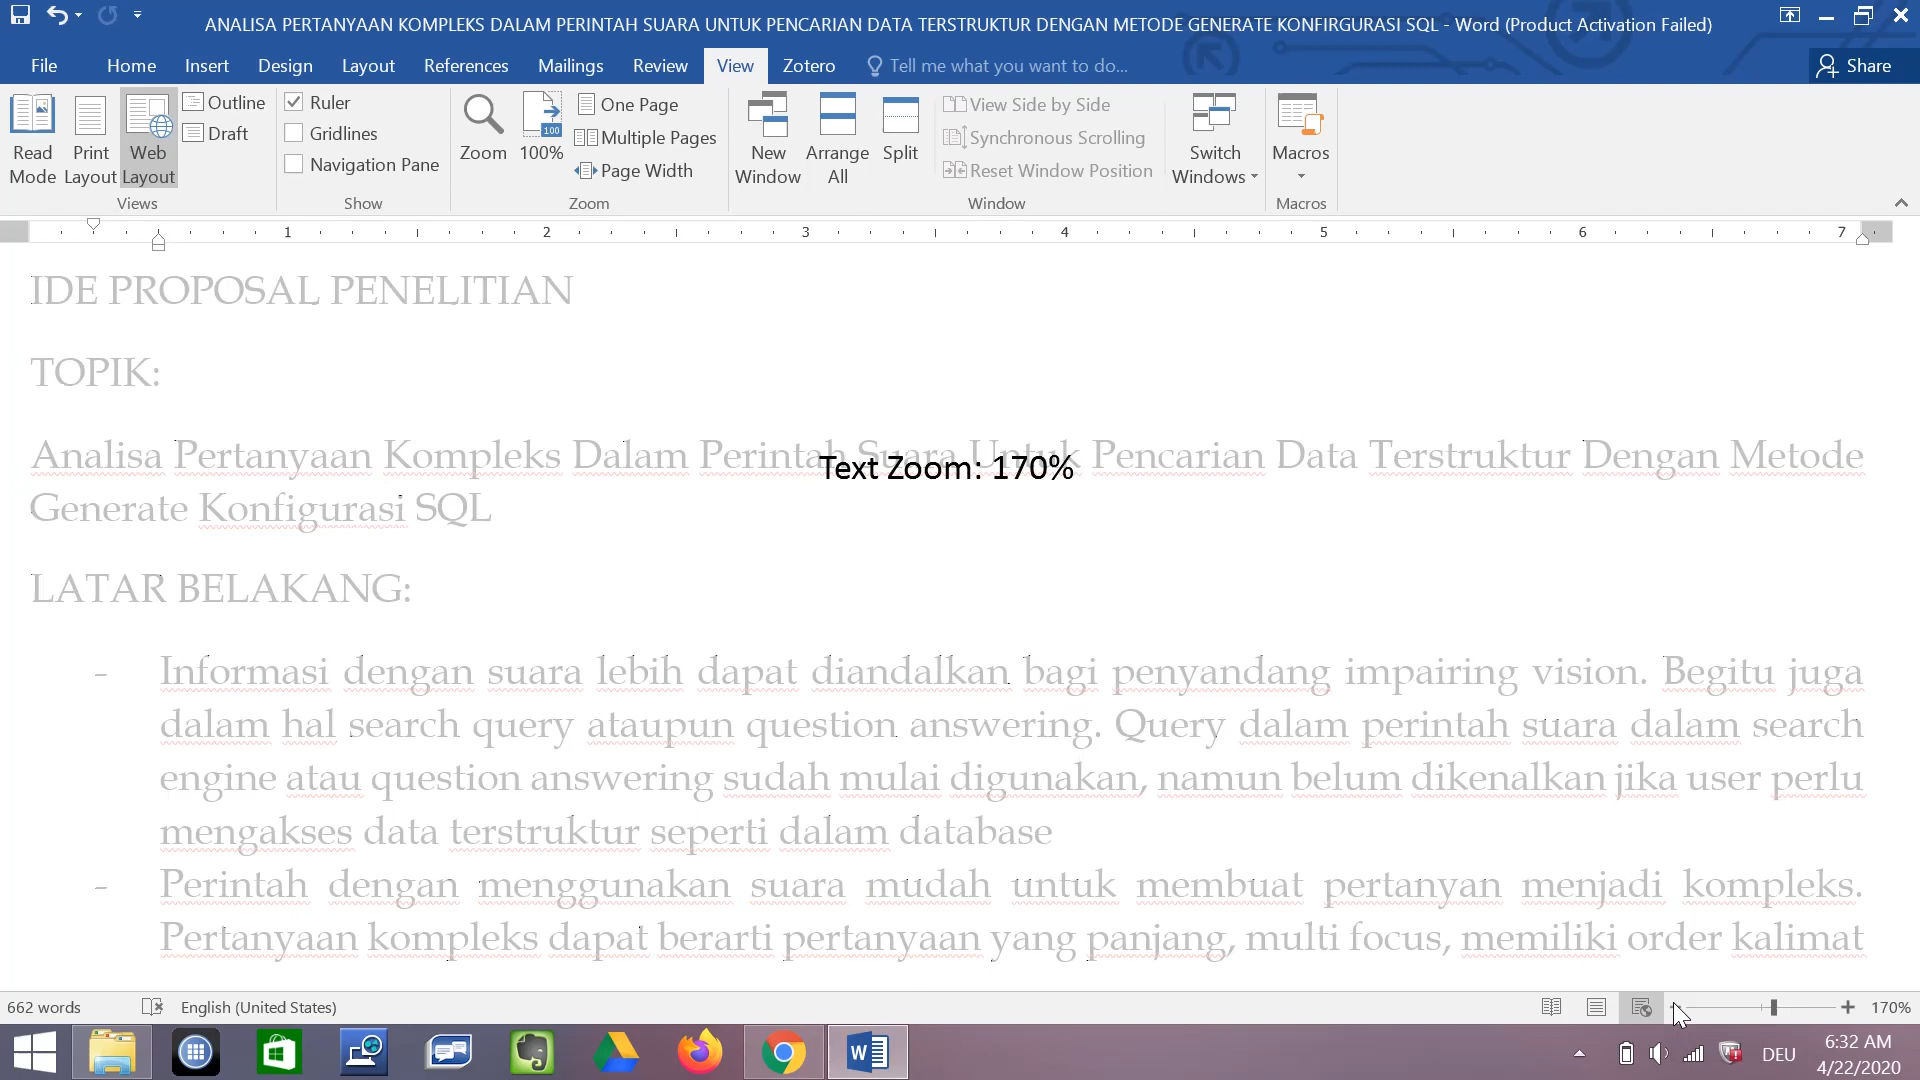 ANALISA PERTANYAAN KOMPLEKS DALAM PERINTAH SUARA UNTUK PENCARIAN DATA TERSTRUKTUR DENGAN METODE GENERATE KONFIRGURASI SQL - Word (Product Activation Failed)
File Home Insert Design Layout References Mailings Review View Zotero Tell me what you want to do... Share
Read Mode
Print Layout
Web Layout
Outline
Draft
Views
Ruler
Gridlines
Navigation Pane
Show
Zoom
100
100%
One Page
Multiple Pages
Page Width
Zoom
New Window
Arrange All
Split
View Side by Side
Synchronous Scrolling
Reset Window Position
Switch Windows
Window
Macros
Macros
1 2 3 4 5 6 7
IDE PROPOSAL PENELITIAN
TOPIK:
Analisa Pertanyaan Kompleks Dalam Perintah Suara Untuk Pencarian Data Terstruktur Dengan Metode
Text Zoom: 170%
Generate Konfigurasi SQL
LATAR BELAKANG:
- Informasi dengan suara lebih dapat diandalkan bagi penyandang impairing vision. Begitu juga
dalam hal search query ataupun question answering. Query dalam perintah suara dalam search
engine atau question answering sudah mulai digunakan, namun belum dikenalkan jika user perlu
mengakses data terstruktur seperti dalam database
- Perintah dengan menggunakan suara mudah untuk membuat pertanyan menjadi kompleks.
Pertanyaan kompleks dapat berarti pertanyaan yang panjang, multi focus, memiliki order kalimat
662 words English (United States) 170%
W
DEU
6:32 AM
4/22/2020